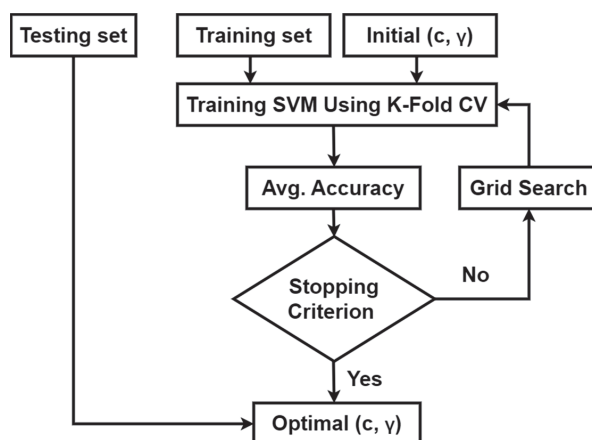 Testing set
Training set
Initial (c, γ)
Training SVM Using K-Fold CV
Avg. Accuracy
Grid Search
Stopping
Criterion
No
Yes
Optimal (c, γ)